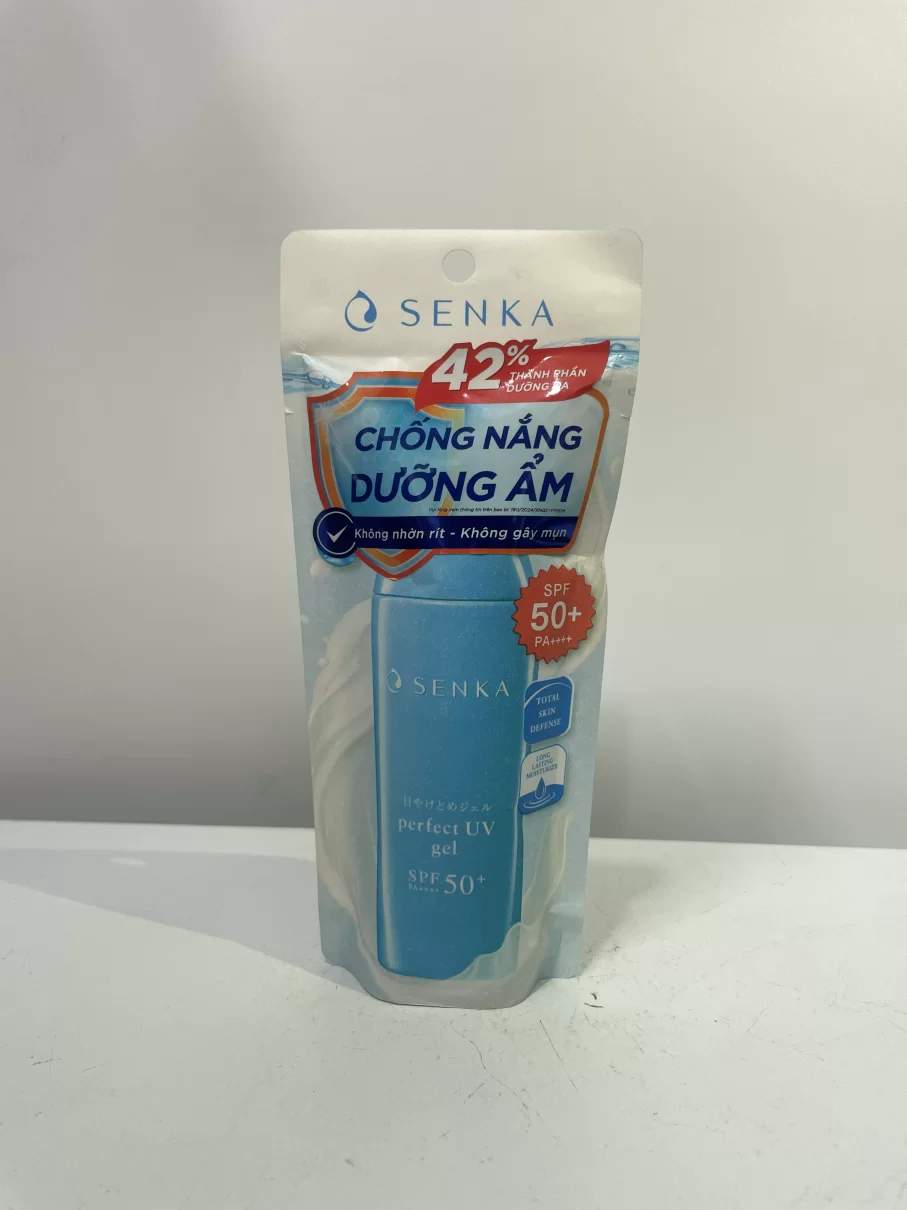 SENKA
42%
THÀNH PHẦN
DƯỠNG DA
CHỐNG NẮNG
DƯỠNG ẨM
Không nhờn rít - Không gây mụn
SPF
50+
PA++++
SENKA
TOTAL
SKIN
DEFENSE
LONG
LASTING
MOISTURIZE
日やけどめジェル
perfect UV
gel
SPF 50+
PA++++